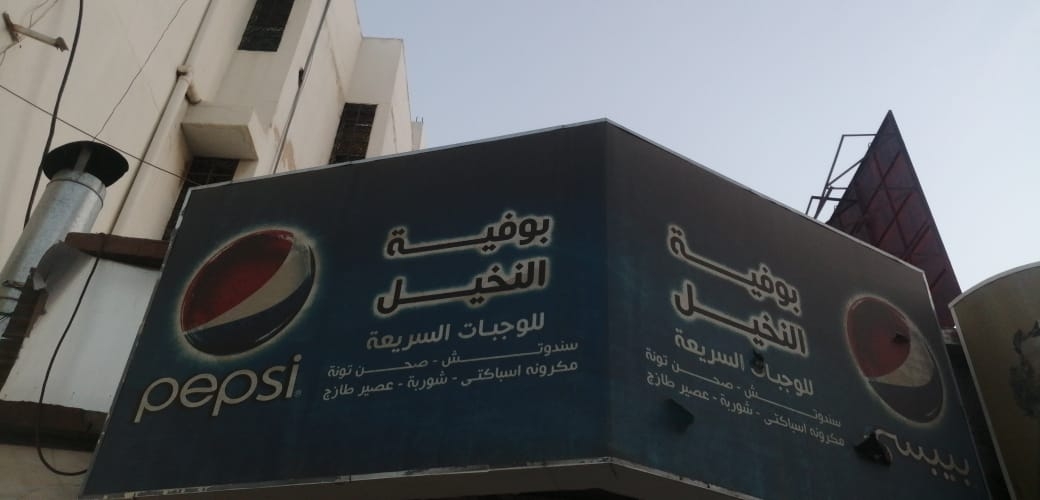 بوفية
النخيل
للوجبات السريعة
سندوتش - صحن تونة
مكرونه اسباكتي - شوربة - عصير طازج
pepsi
بوفية
النخيل
للوجبات السريعة
سندوتش - صحن تونة
مكرونه اسباكتي - شوربة - عصير طازج
بيبسي